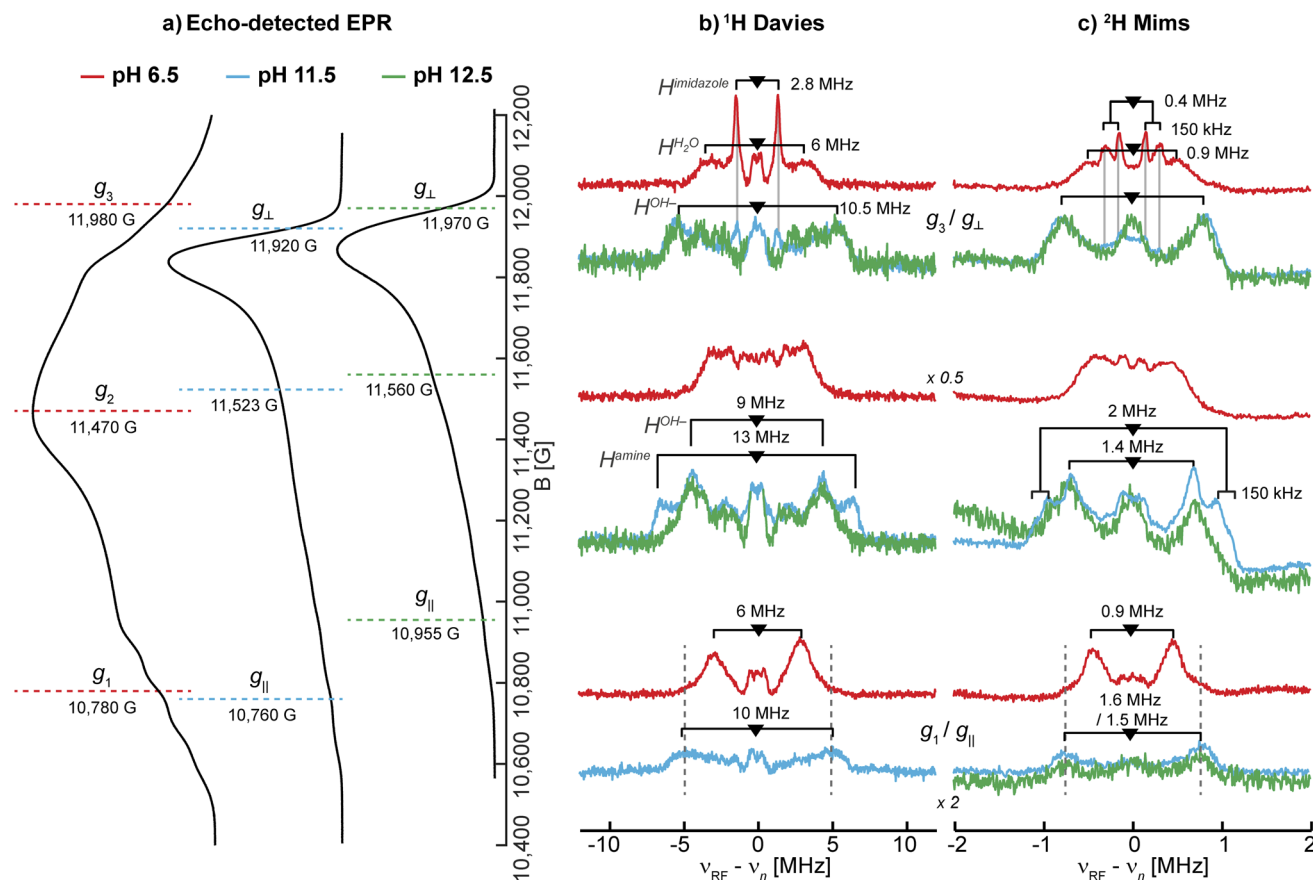 a) Echo-detected EPR
pH 6.5
pH 11.5
pH 12.5
g3
11,980 G
g⊥
11,920 G
g⊥
11,970 G
g2
11,470 G
11,523 G
11,560 G
g1
10,780 G
g||
10,760 G
g||
10,955 G
12,200
12,000
11,800
11,600
11,400
11,200
11,000
10,800
10,600
10,400
B [G]
b) ¹H Davies
H^imidazole
2.8 MHz
H^H₂O
6 MHz
H^OH–
10.5 MHz
H^OH–
9 MHz
H^amine
13 MHz
6 MHz
10 MHz
-10
-5
0
5
10
νRF - νn [MHz]
g3 / g⊥
x 0.5
g1 / g||
x 2
c) ²H Mims
0.4 MHz
150 kHz
0.9 MHz
2 MHz
1.4 MHz
150 kHz
0.9 MHz
1.6 MHz
/ 1.5 MHz
-2
-1
0
1
2
νRF - νn [MHz]